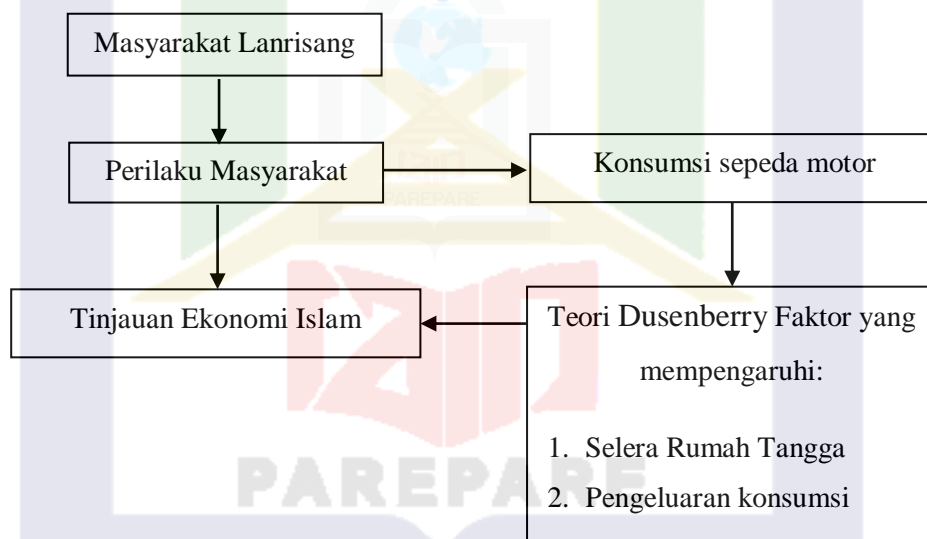 Masyarakat Lanrisang
Perilaku Masyarakat
Konsumsi sepeda motor
Tinjauan Ekonomi Islam
Teori Dusenberry Faktor yang
mempengaruhi:
1. Selera Rumah Tangga
2. Pengeluaran konsumsi
PAREPARE
PAREPARE